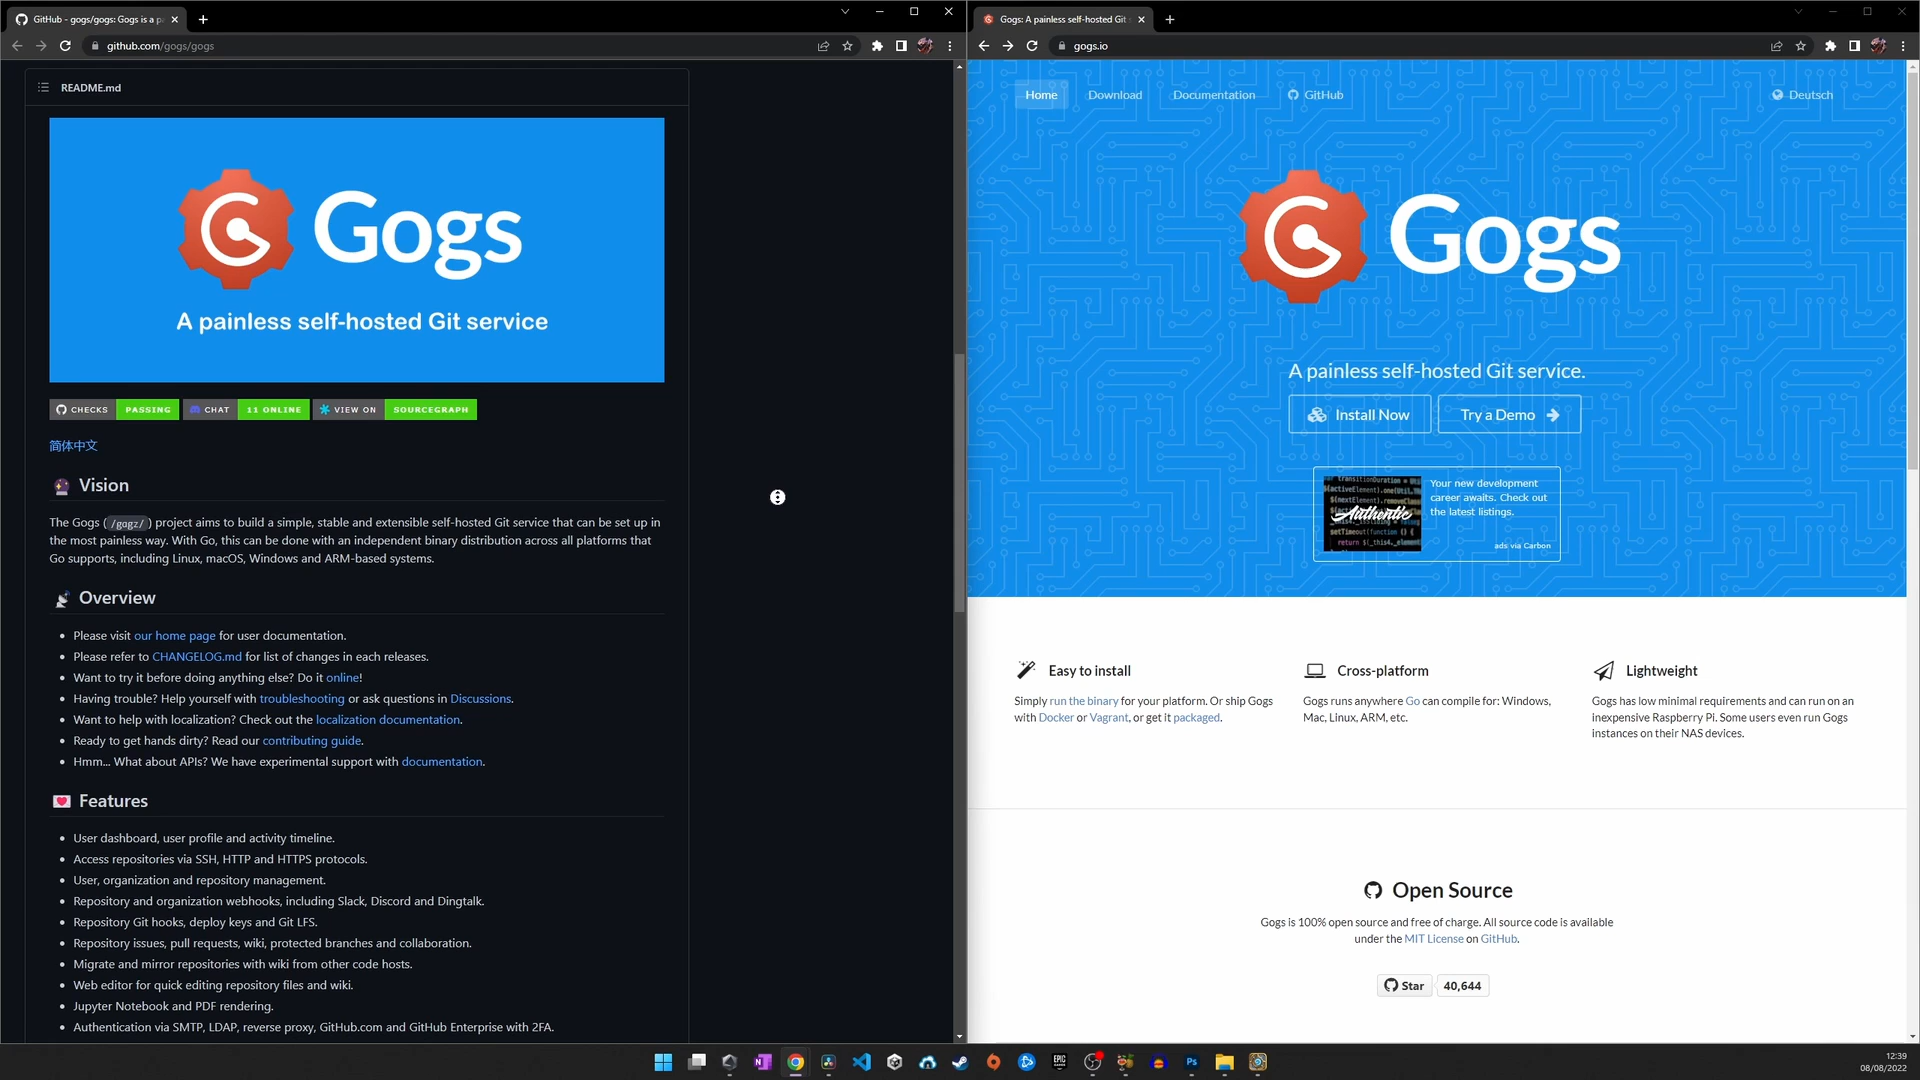 GitHub - gogs/gogs: Gogs is a p
github.com/gogs/gogs
README.md
Gogs
A painless self-hosted Git service
CHECKS PASSING CHAT 11 ONLINE VIEW ON SOURCEGRAPH
简体中文
Vision
The Gogs (/gɑgz/) project aims to build a simple, stable and extensible self-hosted Git service that can be set up in
the most painless way. With Go, this can be done with an independent binary distribution across all platforms that
Go supports, including Linux, macOS, Windows and ARM-based systems.
Overview
Please visit our home page for user documentation.
Please refer to CHANGELOG.md for list of changes in each releases.
Want to try it before doing anything else? Do it online!
Having trouble? Help yourself with troubleshooting or ask questions in Discussions.
Want to help with localization? Check out the localization documentation.
Ready to get hands dirty? Read our contributing guide.
Hmm... What about APIs? We have experimental support with documentation.
Features
User dashboard, user profile and activity timeline.
Access repositories via SSH, HTTP and HTTPS protocols.
User, organization and repository management.
Repository and organization webhooks, including Slack, Discord and Dingtalk.
Repository Git hooks, deploy keys and Git LFS.
Repository issues, pull requests, wiki, protected branches and collaboration.
Migrate and mirror repositories with wiki from other code hosts.
Web editor for quick editing repository files and wiki.
Jupyter Notebook and PDF rendering.
Authentication via SMTP, LDAP, reverse proxy, GitHub.com and GitHub Enterprise with 2FA.
Gogs: A painless self-hosted Git
gogs.io
Home Download Documentation GitHub Deutsch
Gogs
A painless self-hosted Git service.
Install Now Try a Demo
Authentic
Your new development
career awaits. Check out
the latest listings.
ads via Carbon
Easy to install
Simply run the binary for your platform. Or ship Gogs
with Docker or Vagrant, or get it packaged.
Cross-platform
Gogs runs anywhere Go can compile for: Windows,
Mac, Linux, ARM, etc.
Lightweight
Gogs has low minimal requirements and can run on an
inexpensive Raspberry Pi. Some users even run Gogs
instances on their NAS devices.
Open Source
Gogs is 100% open source and free of charge. All source code is available
under the MIT License on GitHub.
Star 40,644
12:39
08/08/2022